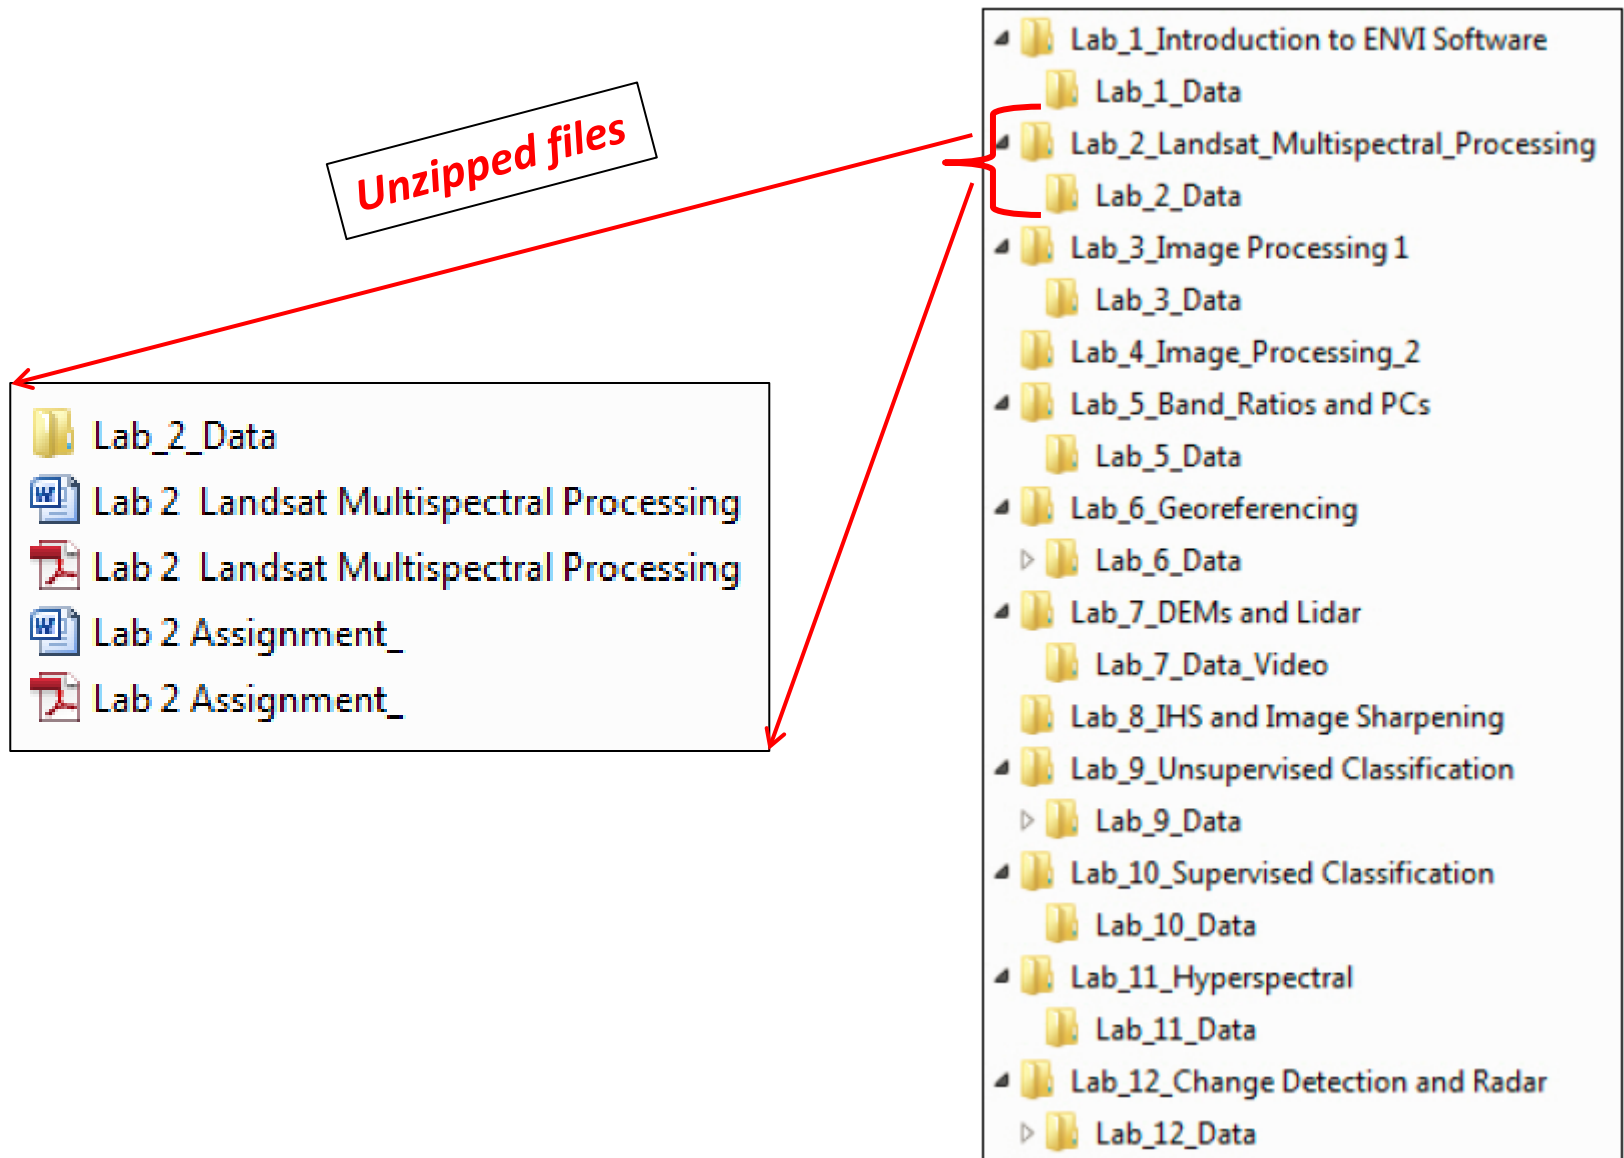 Unzipped files
Lab_2_Data
Lab 2  Landsat Multispectral Processing
Lab 2  Landsat Multispectral Processing
Lab 2 Assignment_
Lab 2 Assignment_
Lab_1_Introduction to ENVI Software
Lab_1_Data
Lab_2_Landsat_Multispectral_Processing
Lab_2_Data
Lab_3_Image Processing 1
Lab_3_Data
Lab_4_Image_Processing_2
Lab_5_Band_Ratios and PCs
Lab_5_Data
Lab_6_Georeferencing
Lab_6_Data
Lab_7_DEMs and Lidar
Lab_7_Data_Video
Lab_8_IHS and Image Sharpening
Lab_9_Unsupervised Classification
Lab_9_Data
Lab_10_Supervised Classification
Lab_10_Data
Lab_11_Hyperspectral
Lab_11_Data
Lab_12_Change Detection and Radar
Lab_12_Data